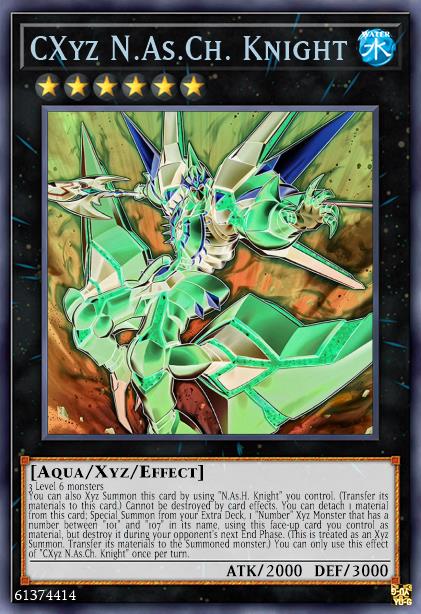 CXyz N.As.Ch. Knight
WATER
水
[Aqua/Xyz/Effect]
3 Level 6 monsters
You can also Xyz Summon this card by using "N.As.H. Knight" you control. (Transfer its
materials to this card.) Cannot be destroyed by card effects. You can detach 1 material
from this card; Special Summon from your Extra Deck, 1 "Number" Xyz Monster that has a
number between "101" and "107" in its name, using this face-up card you control as
material, but destroy it during your opponent's next End Phase. (This is treated as an Xyz
Summon. Transfer its materials to the Summoned monster.) You can only use this effect
of "CXyz N.As.Ch. Knight" once per turn.
ATK/2000 DEF/3000
61374414